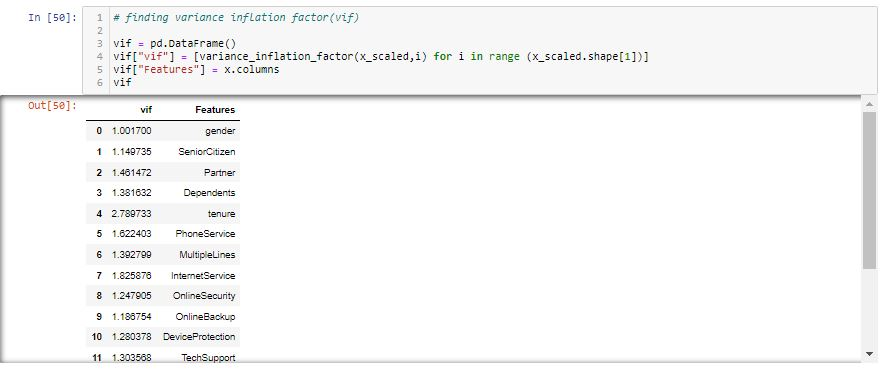 In [50]:
1 # finding variance inflation factor(vif)
2
3 vif = pd.DataFrame()
4 vif["vif"] = [variance_inflation_factor(x_scaled,i) for i in range (x_scaled.shape[1])]
5 vif["Features"] = x.columns
6 vif
Out[50]:
vif Features
0 1.001700 gender
1 1.149735 SeniorCitizen
2 1.461472 Partner
3 1.381632 Dependents
4 2.789733 tenure
5 1.622403 PhoneService
6 1.392799 MultipleLines
7 1.825876 InternetService
8 1.247905 OnlineSecurity
9 1.186754 OnlineBackup
10 1.280378 DeviceProtection
11 1.303568 TechSupport